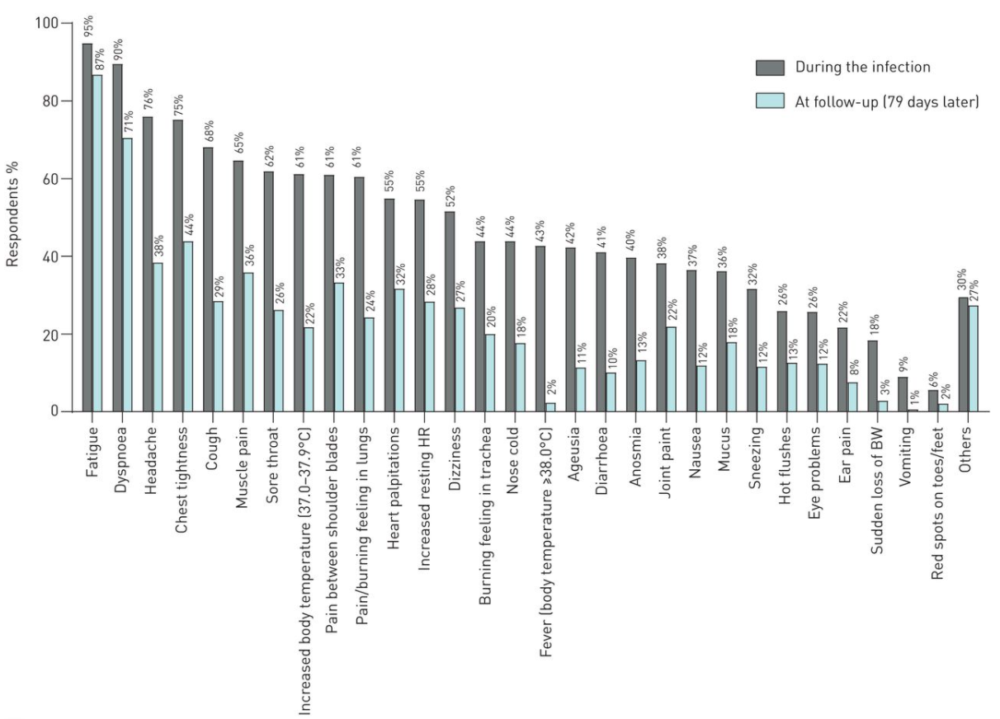 100
80
60
40
20
0
Respondents %
During the infection
At follow-up (79 days later)
95%
87%
90%
71%
76%
38%
75%
44%
68%
29%
65%
36%
62%
26%
61%
22%
61%
33%
61%
24%
55%
32%
55%
28%
52%
27%
44%
20%
44%
18%
43%
2%
42%
11%
41%
10%
40%
13%
38%
22%
37%
12%
36%
18%
32%
12%
26%
13%
26%
12%
22%
8%
18%
3%
9%
1%
6%
2%
30%
27%
Fatigue
Dyspnoea
Headache
Chest tightness
Cough
Muscle pain
Sore throat
Increased body temperature (37.0–37.9°C)
Pain between shoulder blades
Pain/burning feeling in lungs
Heart palpitations
Increased resting HR
Dizziness
Burning feeling in trachea
Nose cold
Fever (body temperature ≥38.0°C)
Ageusia
Diarrhoea
Anosmia
Joint paint
Nausea
Mucus
Sneezing
Hot flushes
Eye problems
Ear pain
Sudden loss of BW
Vomiting
Red spots on toes/feet
Others